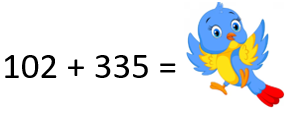 102 + 335 =